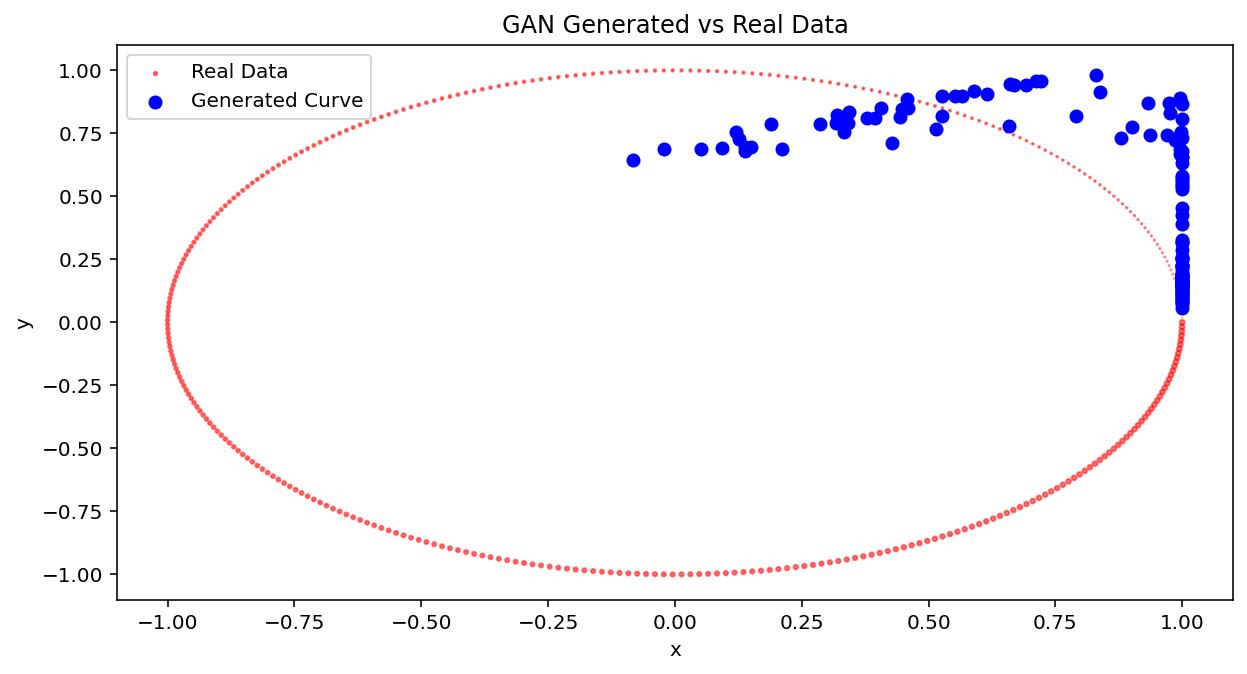 GAN Generated vs Real Data
Real Data
Generated Curve
1.00
0.75
0.50
0.25
0.00
−0.25
−0.50
−0.75
−1.00
y
−1.00 −0.75 −0.50 −0.25 0.00 0.25 0.50 0.75 1.00
x